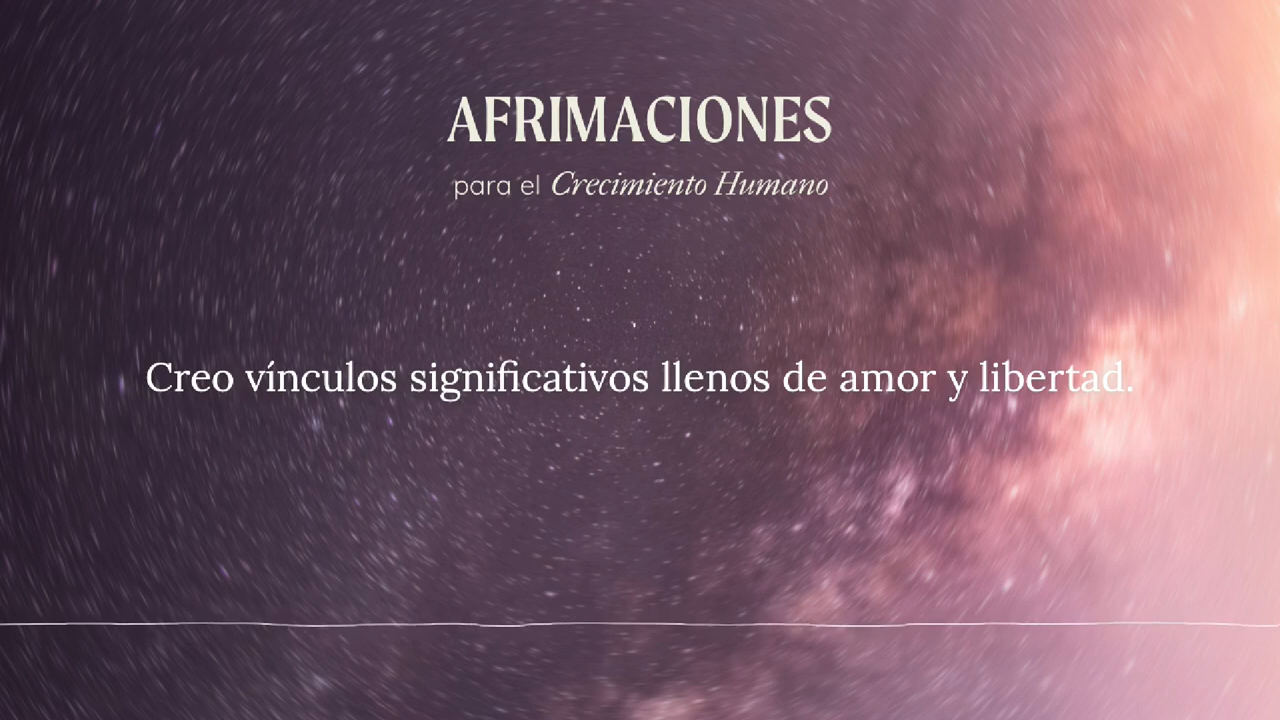 AFRIMACIONES
para el Crecimiento Humano
Creo vínculos significativos llenos de amor y libertad.